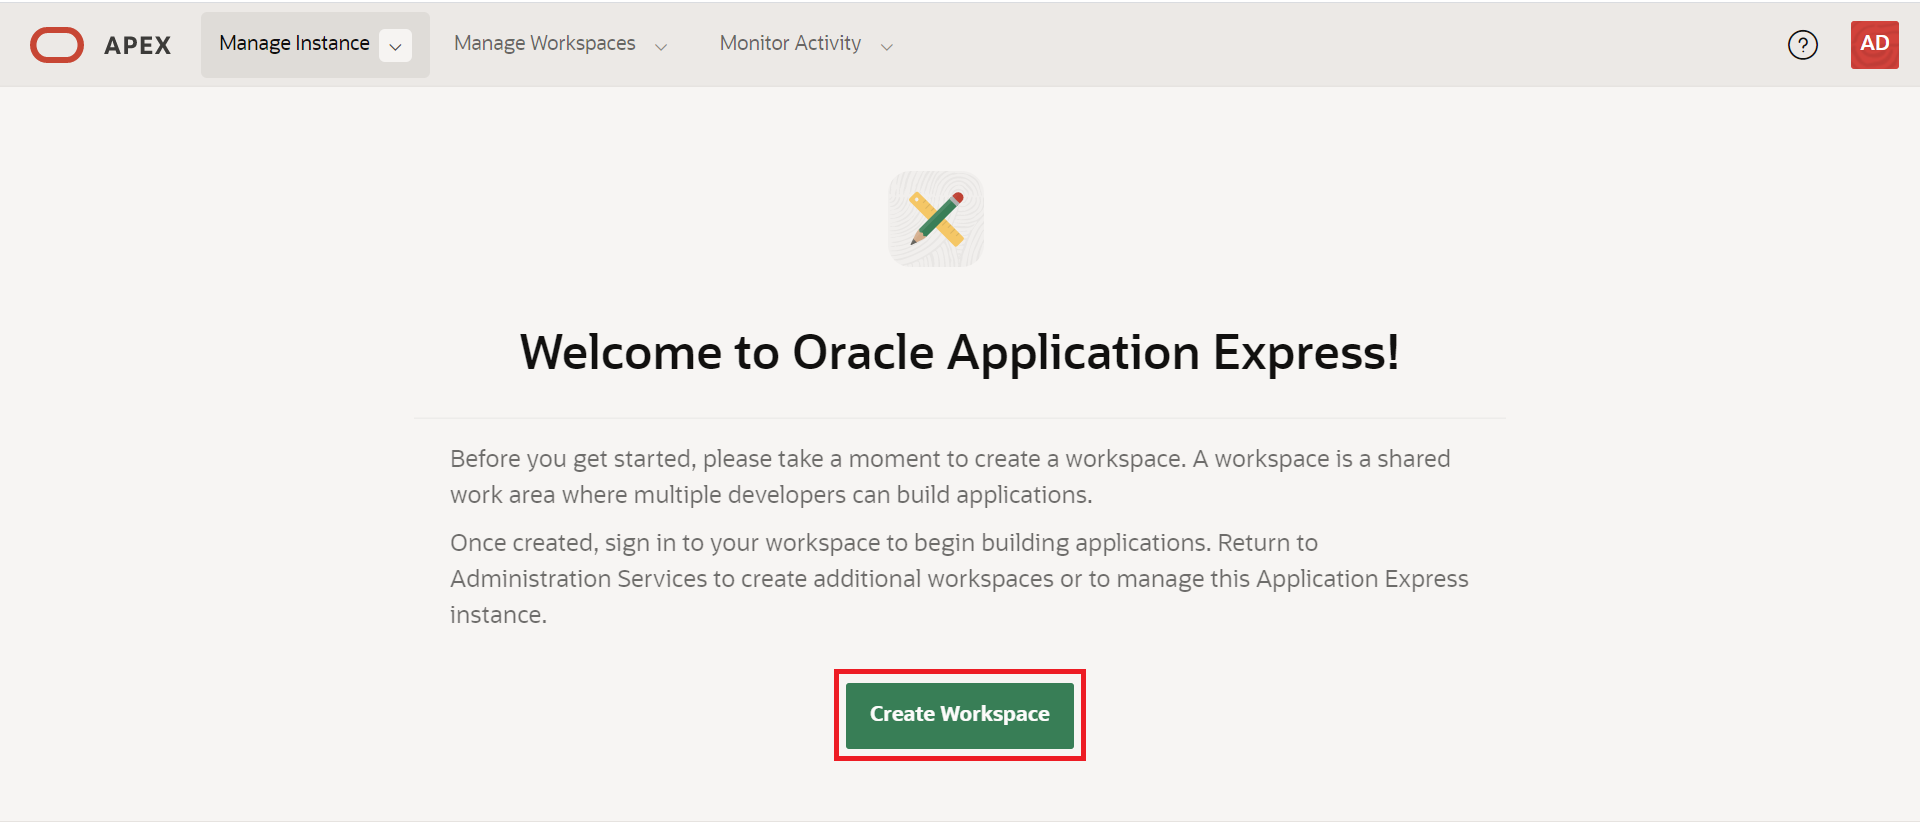 APEX Manage Instance Manage Workspaces Monitor Activity ? AD
Welcome to Oracle Application Express!
Before you get started, please take a moment to create a workspace. A workspace is a shared
work area where multiple developers can build applications.
Once created, sign in to your workspace to begin building applications. Return to
Administration Services to create additional workspaces or to manage this Application Express
instance.
Create Workspace